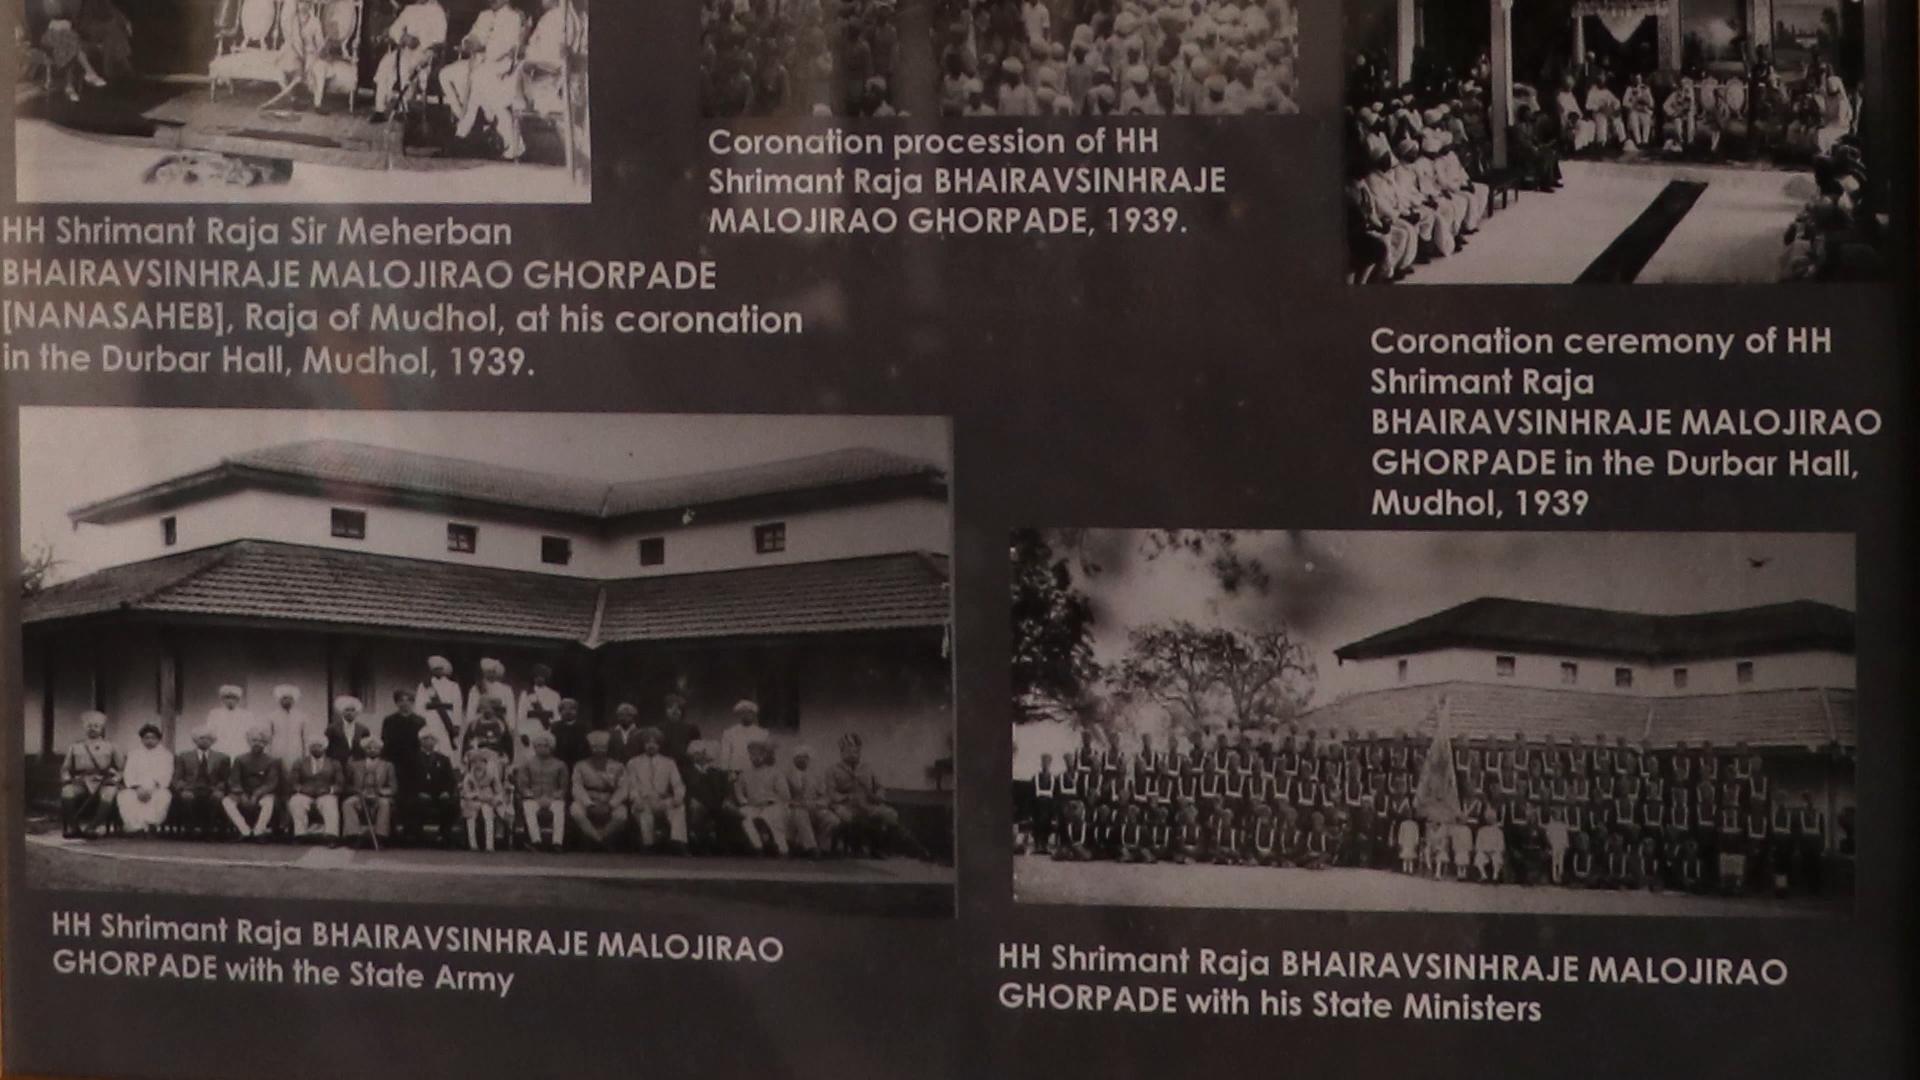 HH Shrimant Raja Sir Meherban
BHAIRAVSINHRAJE MALOJIRAO GHORPADE
[NANASAHEB], Raja of Mudhol, at his coronation
in the Durbar Hall, Mudhol, 1939.
Coronation procession of HH
Shrimant Raja BHAIRAVSINHRAJE
MALOJIRAO GHORPADE, 1939.
Coronation ceremony of HH
Shrimant Raja
BHAIRAVSINHRAJE MALOJIRAO
GHORPADE in the Durbar Hall,
Mudhol, 1939
HH Shrimant Raja BHAIRAVSINHRAJE MALOJIRAO
GHORPADE with the State Army
HH Shrimant Raja BHAIRAVSINHRAJE MALOJIRAO
GHORPADE with his State Ministers